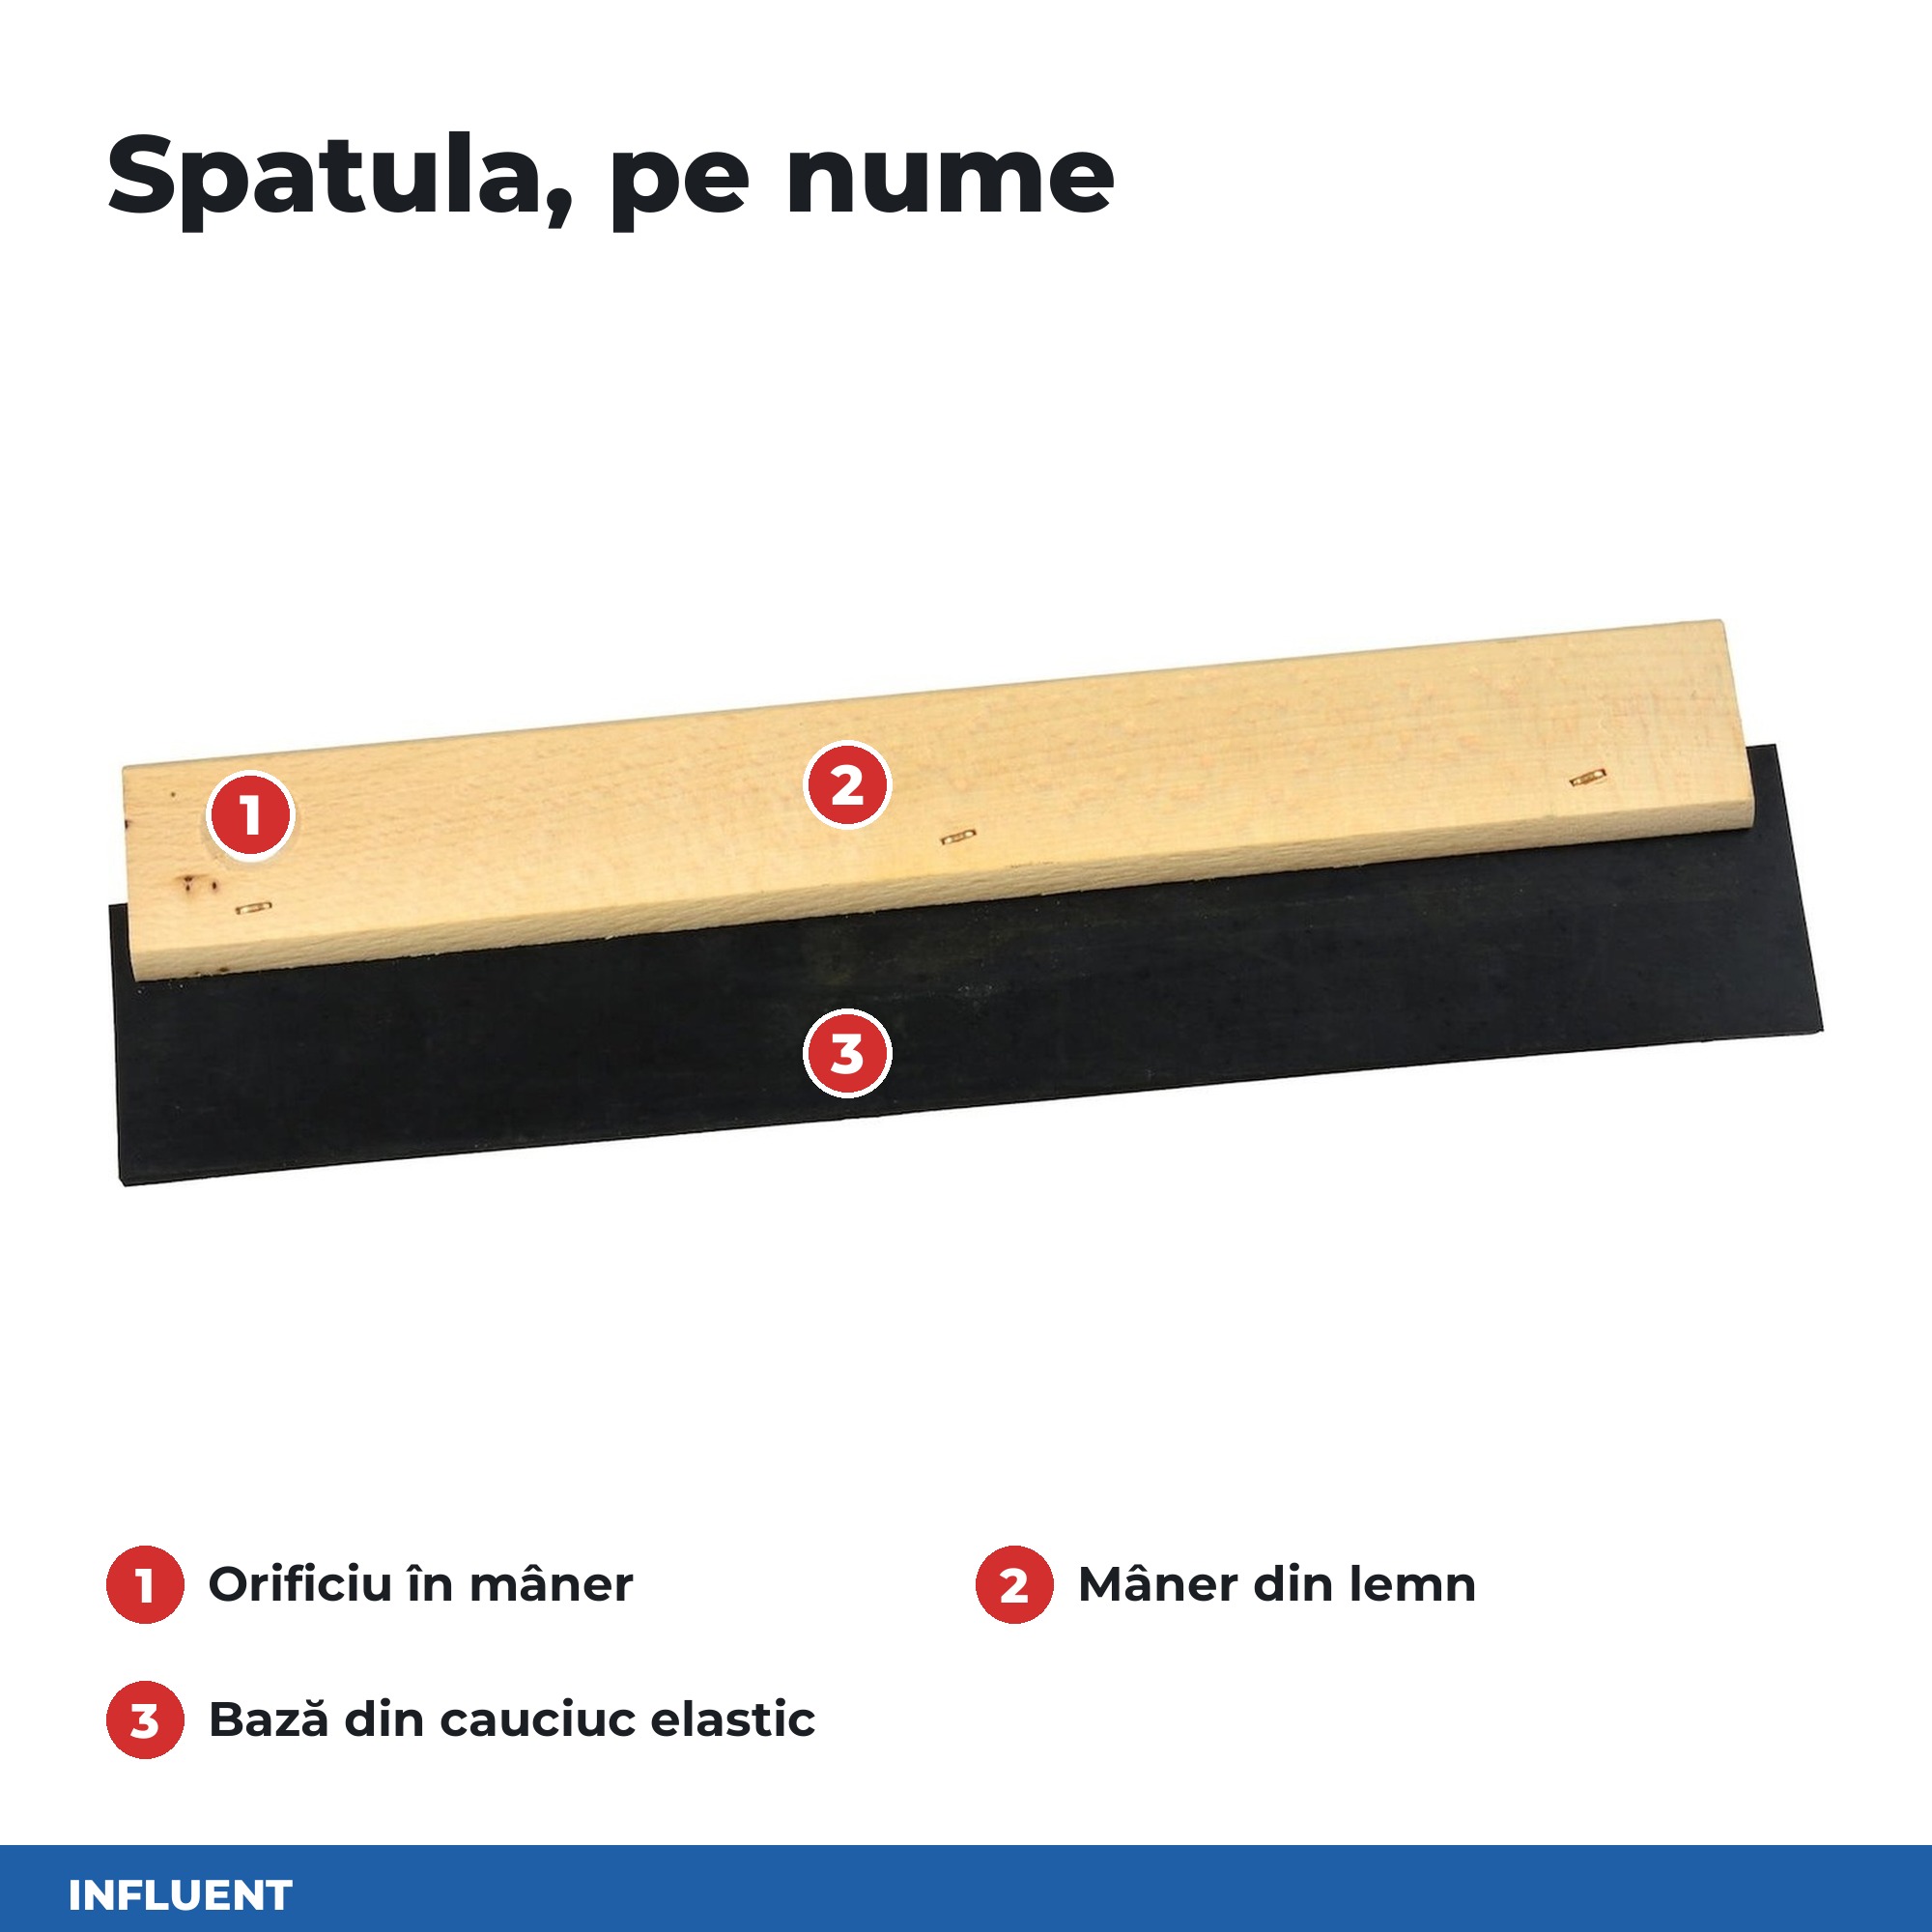 Spatula, pe nume
1
2
3
1 Orificiu în mâner
2 Mâner din lemn
3 Bază din cauciuc elastic
INFLUENT